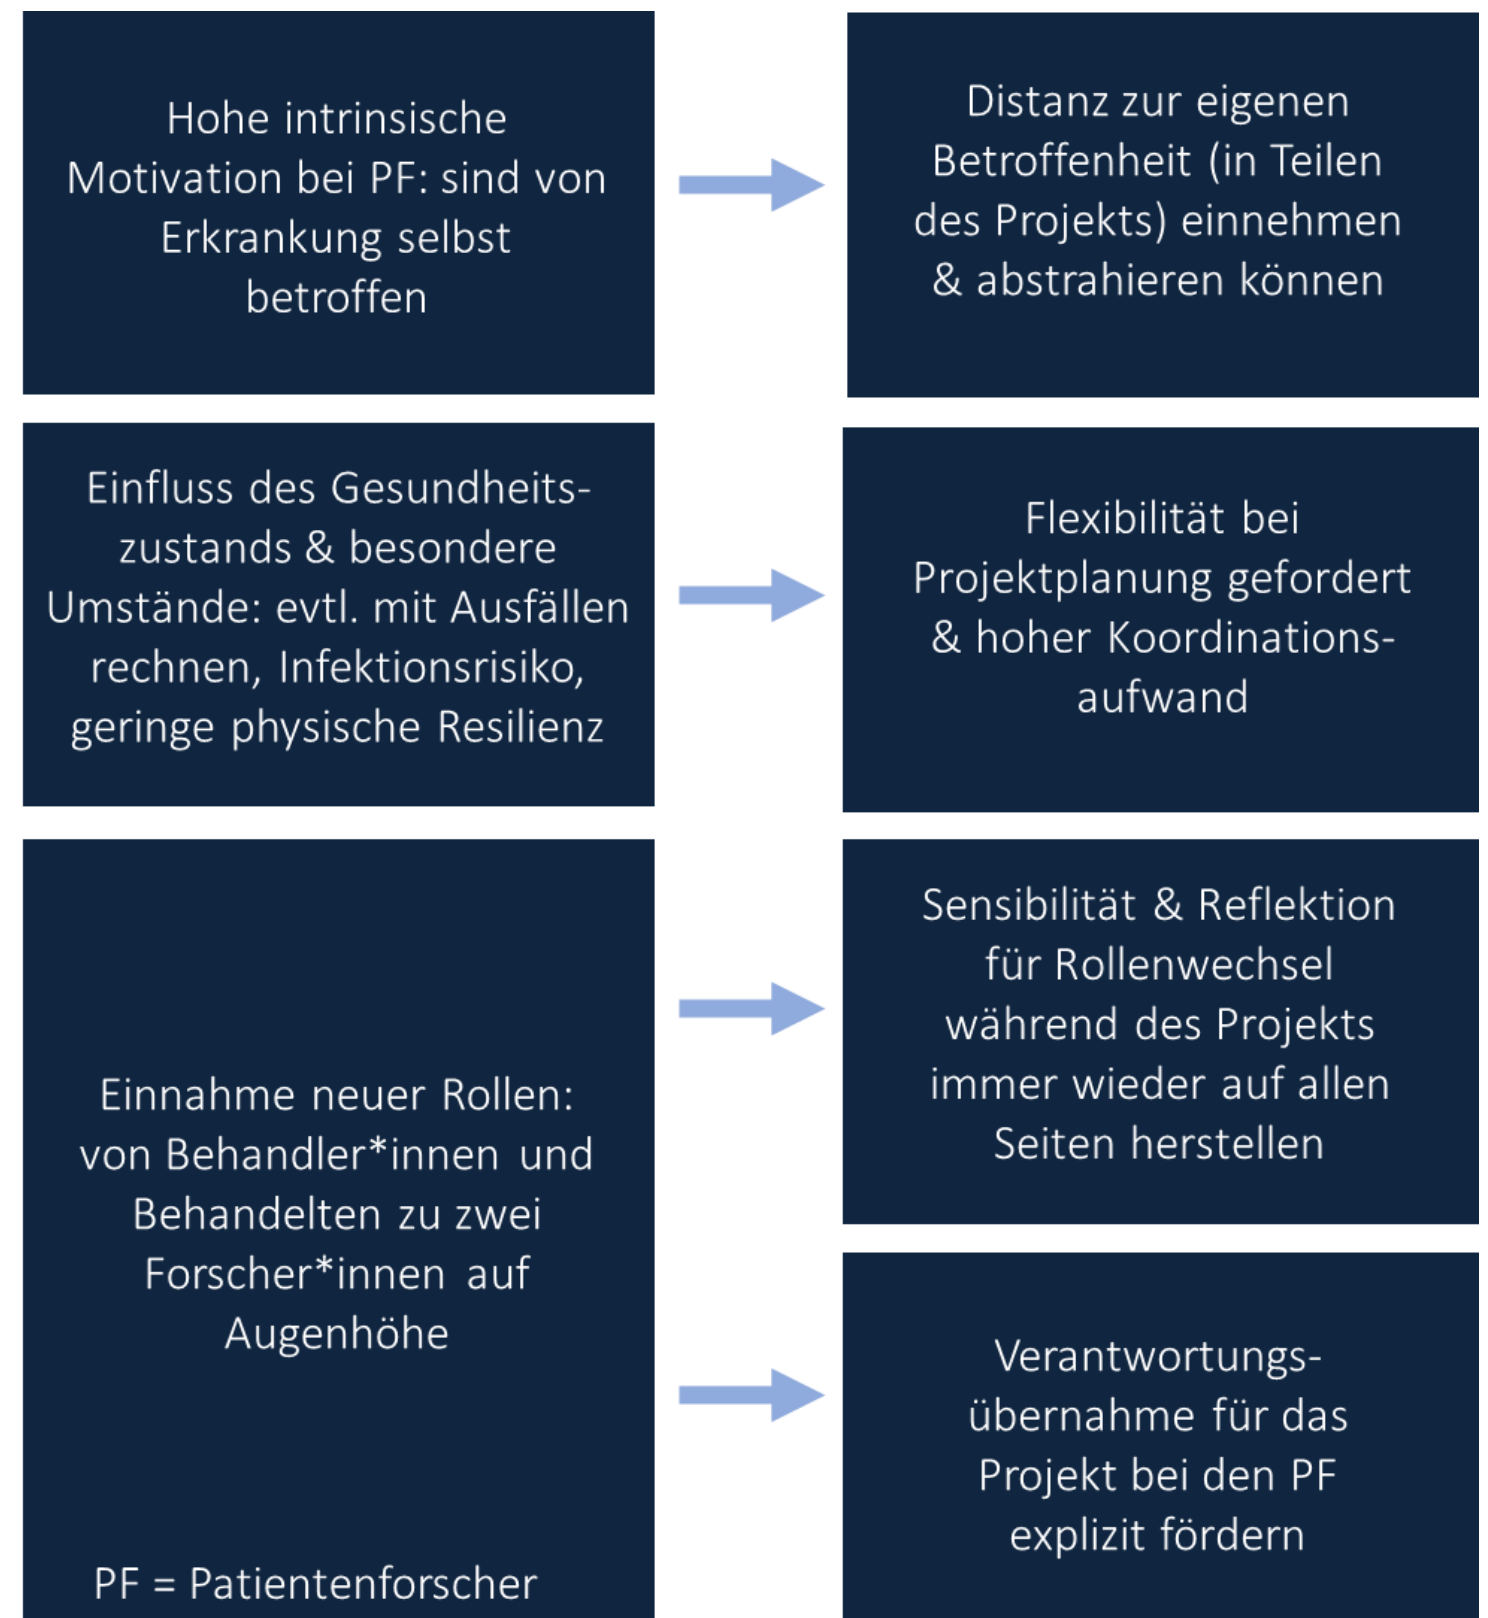 Hohe intrinsische
Motivation bei PF: sind von
Erkrankung selbst
betroffen
Distanz zur eigenen
Betroffenheit (in Teilen
des Projekts) einnehmen
& abstrahieren können
Einfluss des Gesundheits-
zustands & besondere
Umstände: evtl. mit Ausfällen
rechnen, Infektionsrisiko,
geringe physische Resilienz
Flexibilität bei
Projektplanung gefordert
& hoher Koordinations-
aufwand
Einnahme neuer Rollen:
von Behandler*innen und
Behandelten zu zwei
Forscher*innen auf
Augenhöhe
PF = Patientenforscher
Sensibilität & Reflektion
für Rollenwechsel
während des Projekts
immer wieder auf allen
Seiten herstellen
Verantwortungs-
übernahme für das
Projekt bei den PF
explizit fördern